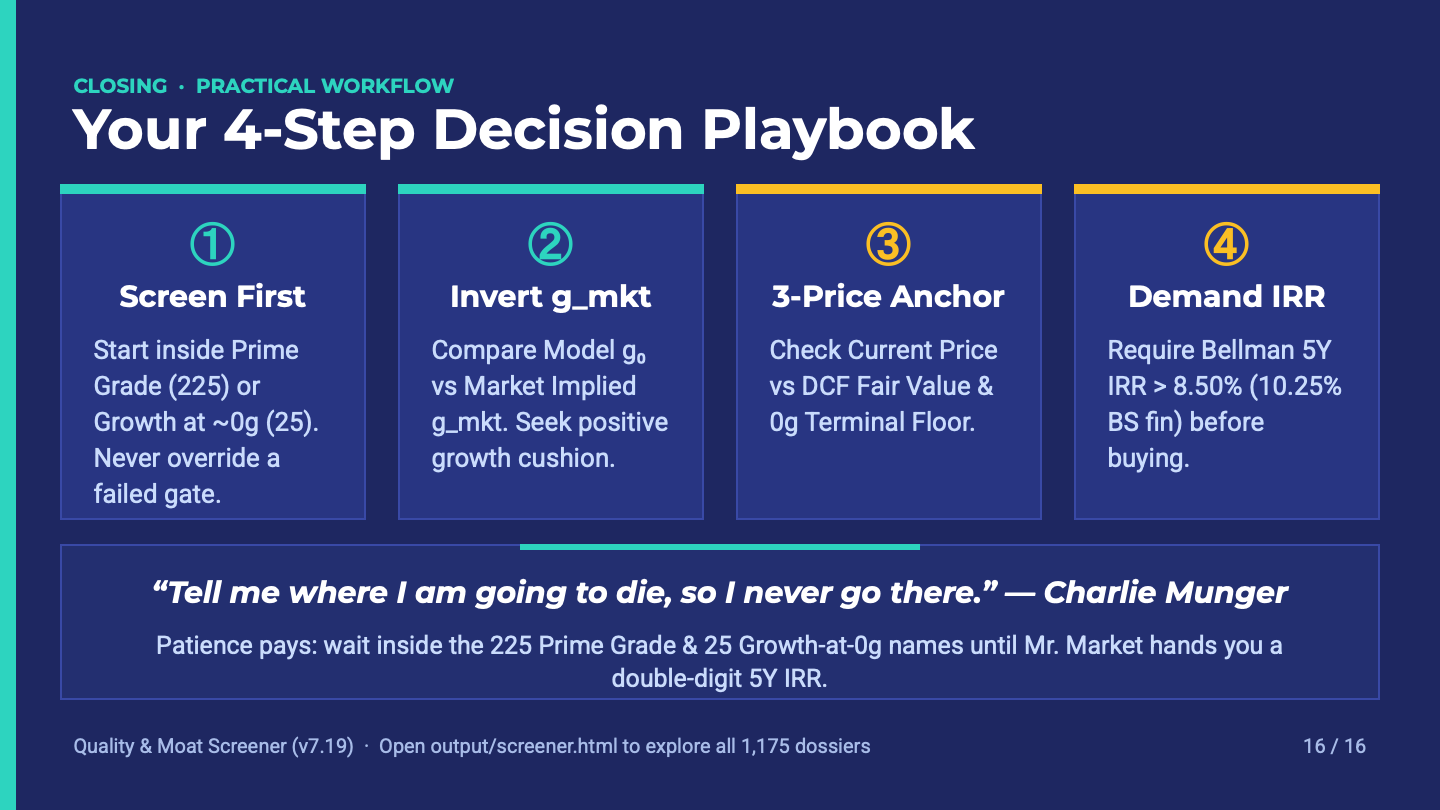 CLOSING · PRACTICAL WORKFLOW
Your 4-Step Decision Playbook
①
Screen First
Start inside Prime
Grade (225) or
Growth at ~0g (25).
Never override a
failed gate.
②
Invert g_mkt
Compare Model g₀
vs Market Implied
g_mkt. Seek positive
growth cushion.
③
3-Price Anchor
Check Current Price
vs DCF Fair Value &
0g Terminal Floor.
④
Demand IRR
Require Bellman 5Y
IRR > 8.50% (10.25%
BS fin) before
buying.
“Tell me where I am going to die, so I never go there.” — Charlie Munger
Patience pays: wait inside the 225 Prime Grade & 25 Growth-at-0g names until Mr. Market hands you a
double-digit 5Y IRR.
Quality & Moat Screener (v7.19) · Open output/screener.html to explore all 1,175 dossiers
16 / 16